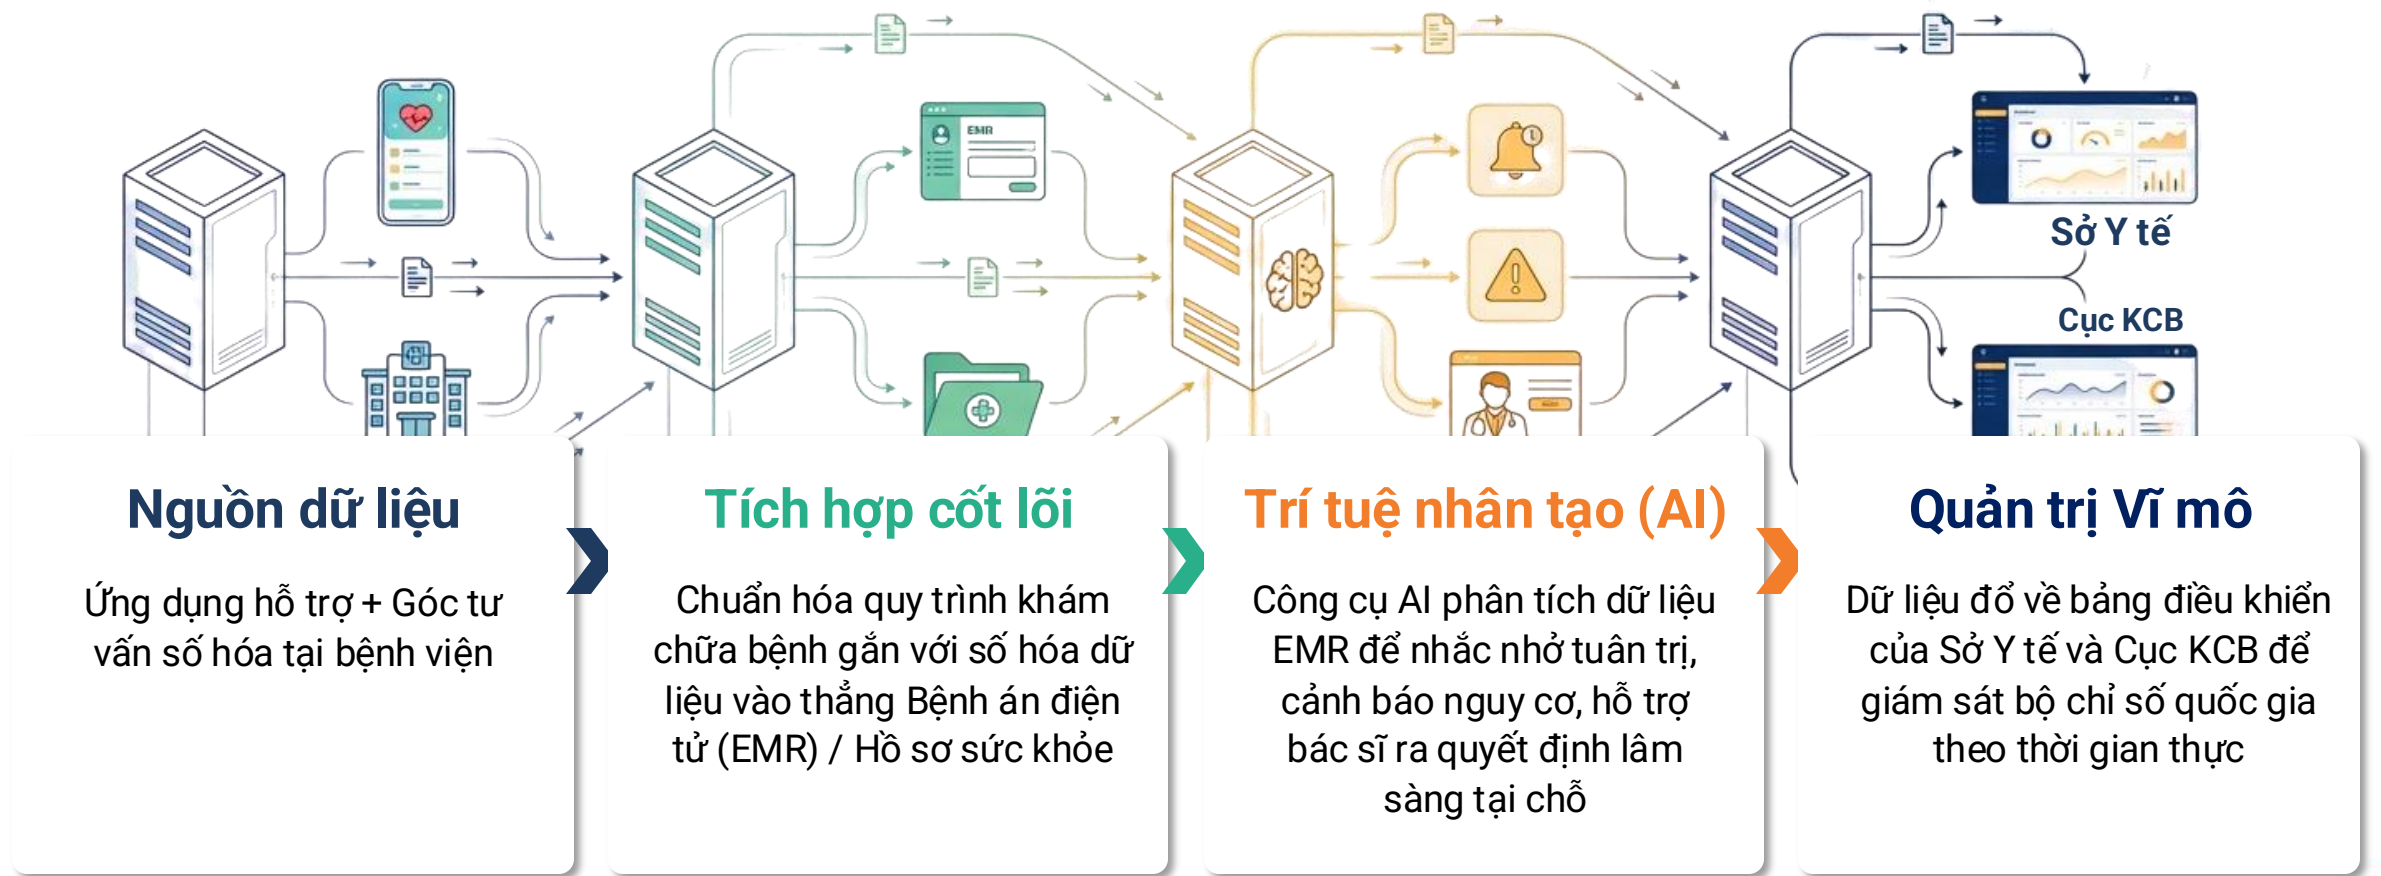 EMR
Sở Y tế
Cục KCB
Nguồn dữ liệu
Ứng dụng hỗ trợ + Góc tư
vấn số hóa tại bệnh viện
Tích hợp cốt lõi
Chuẩn hóa quy trình khám
chữa bệnh gắn với số hóa dữ
liệu vào thẳng Bệnh án điện
tử (EMR) / Hồ sơ sức khỏe
Trí tuệ nhân tạo (AI)
Công cụ AI phân tích dữ liệu
EMR để nhắc nhở tuân trị,
cảnh báo nguy cơ, hỗ trợ
bác sĩ ra quyết định lâm
sàng tại chỗ
Quản trị Vĩ mô
Dữ liệu đổ về bảng điều khiển
của Sở Y tế và Cục KCB để
giám sát bộ chỉ số quốc gia
theo thời gian thực